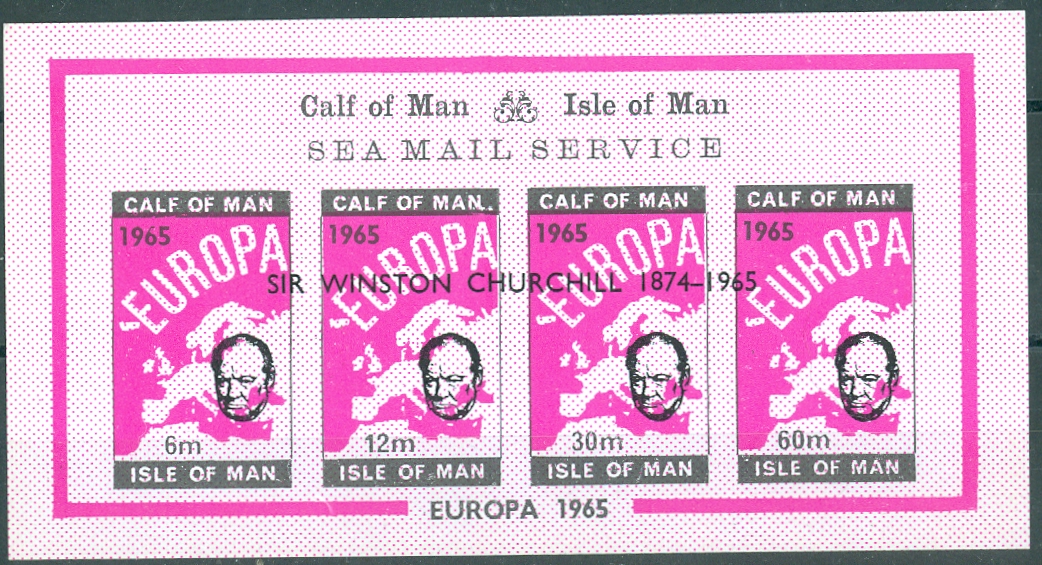 Calf of Man Isle of Man
SEA MAIL SERVICE
CALF OF MAN CALF OF MAN CALF OF MAN CALF OF MAN
1965 1965 1965 1965
EUROPA EUROPA EUROPA EUROPA
SIR WINSTON CHURCHILL 1874–1965
6m 12m 30m 60m
ISLE OF MAN ISLE OF MAN ISLE OF MAN ISLE OF MAN
EUROPA 1965